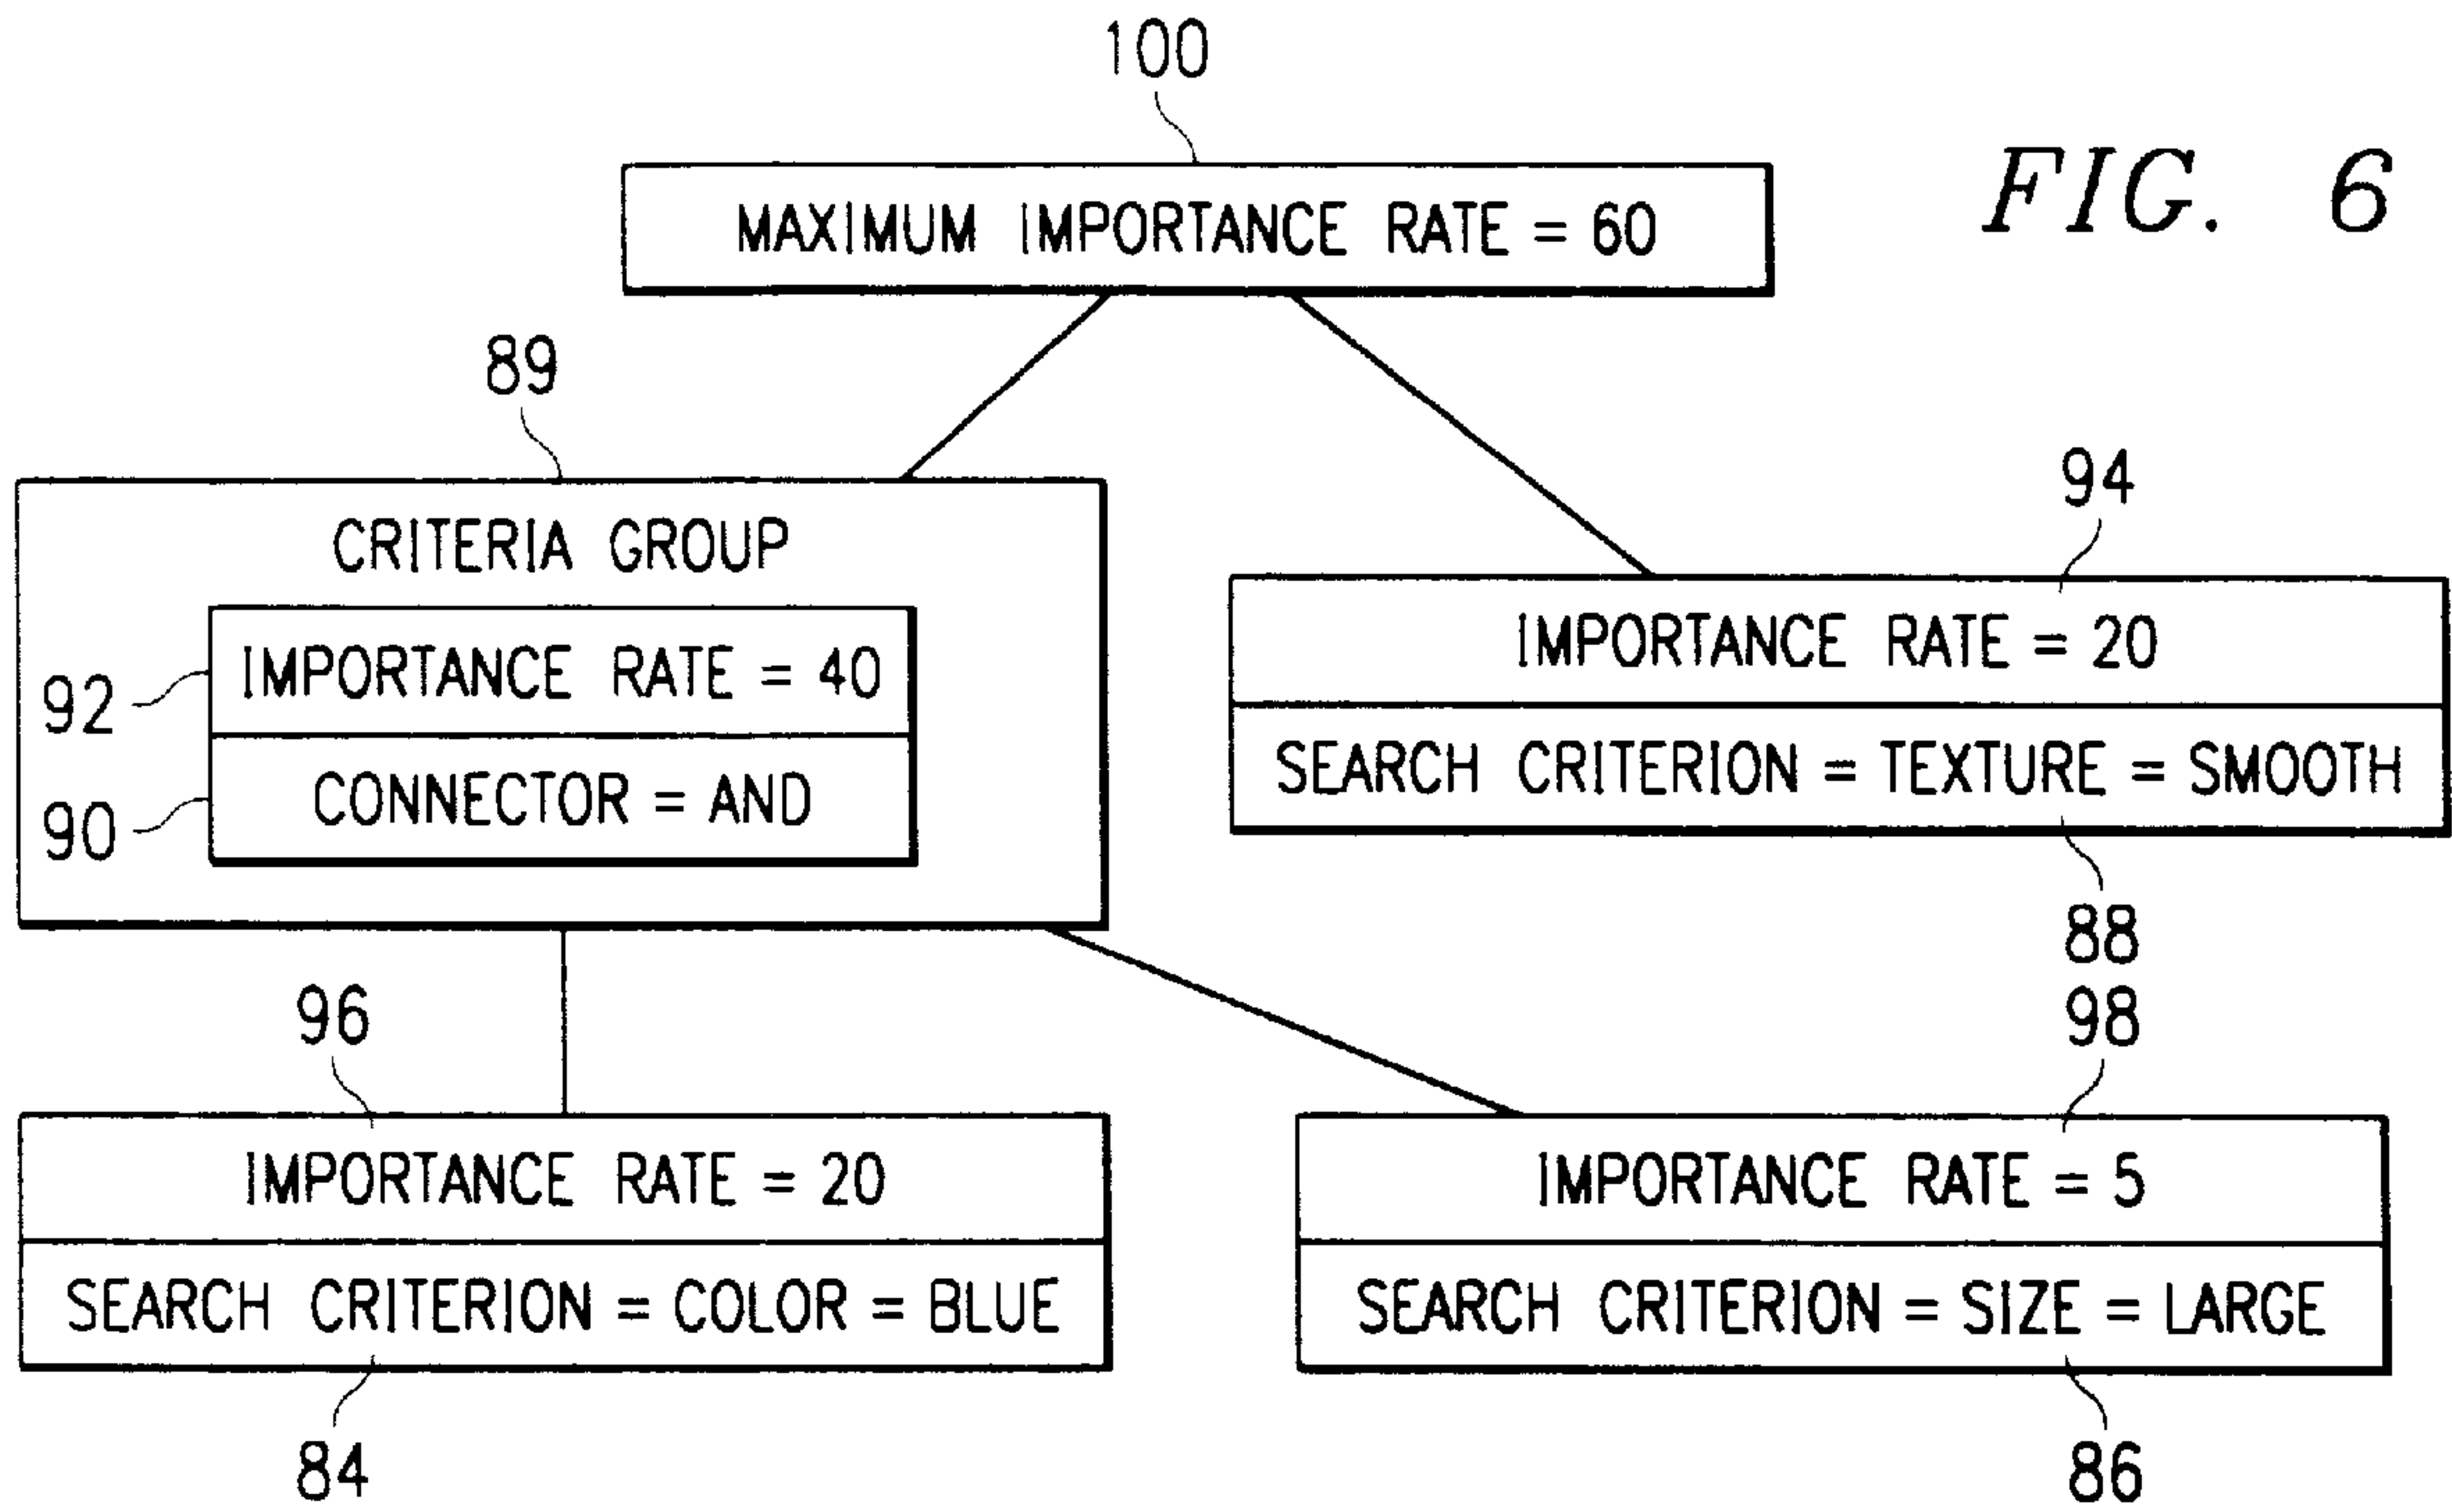 100
FIG. 6
MAXIMUM IMPORTANCE RATE = 60
89
CRITERIA GROUP
92
IMPORTANCE RATE = 40
90
CONNECTOR = AND
94
IMPORTANCE RATE = 20
SEARCH CRITERION = TEXTURE = SMOOTH
88
96
IMPORTANCE RATE = 20
SEARCH CRITERION = COLOR = BLUE
84
98
IMPORTANCE RATE = 5
SEARCH CRITERION = SIZE = LARGE
86